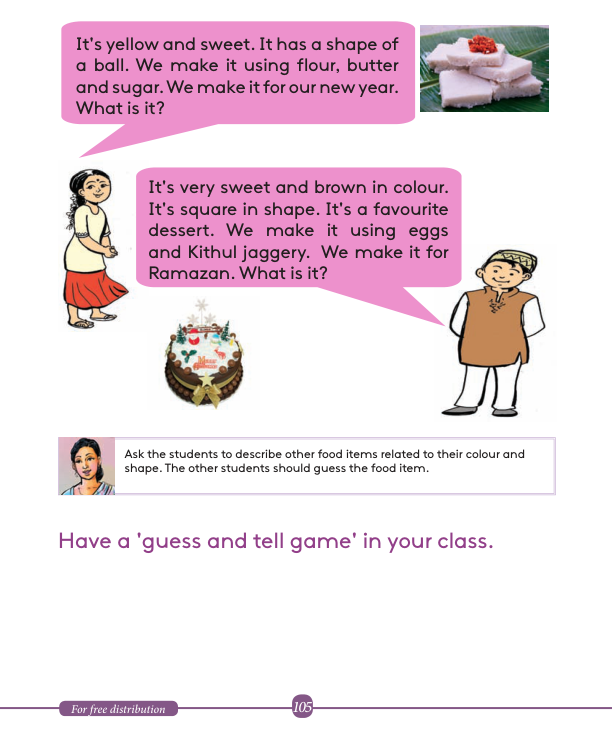 It's yellow and sweet. It has a shape of
a ball. We make it using flour, butter
and sugar. We make it for our new year.
What is it?
It's very sweet and brown in colour.
It's square in shape. It's a favourite
dessert. We make it using eggs
and Kithul jaggery. We make it for
Ramazan. What is it?
Ask the students to describe other food items related to their colour and
shape. The other students should guess the food item.
Have a 'guess and tell game' in your class.
For free distribution
105